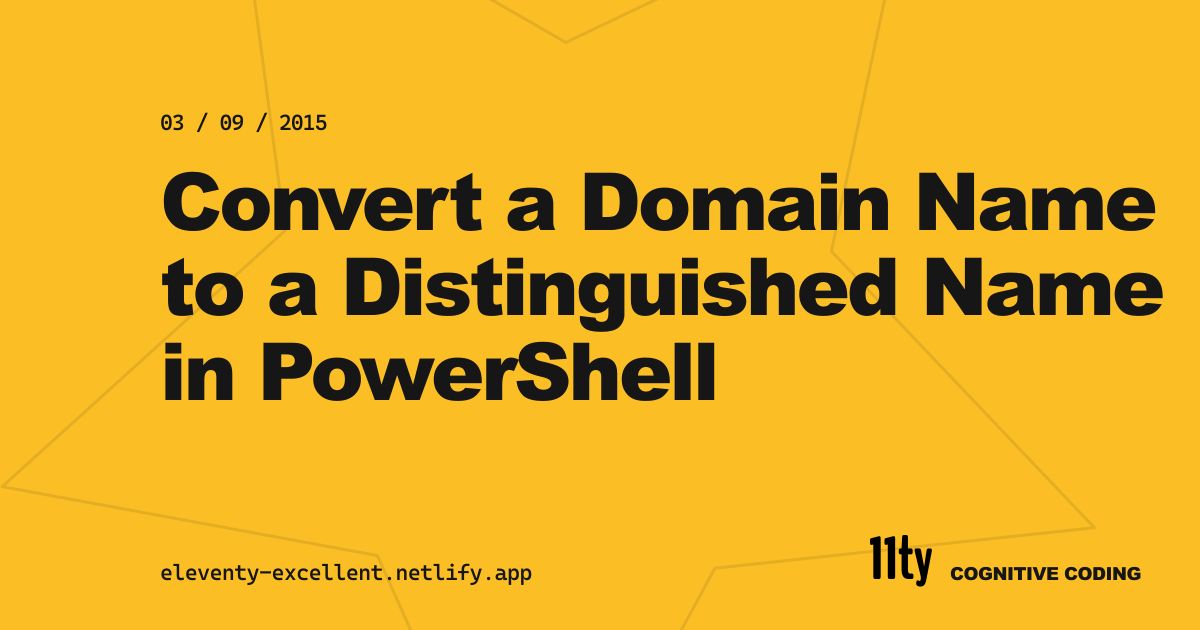 03 / 09 / 2015
Convert a Domain Name
to a Distinguished Name
in PowerShell
eleventy-excellent.netlify.app
11ty COGNITIVE CODING